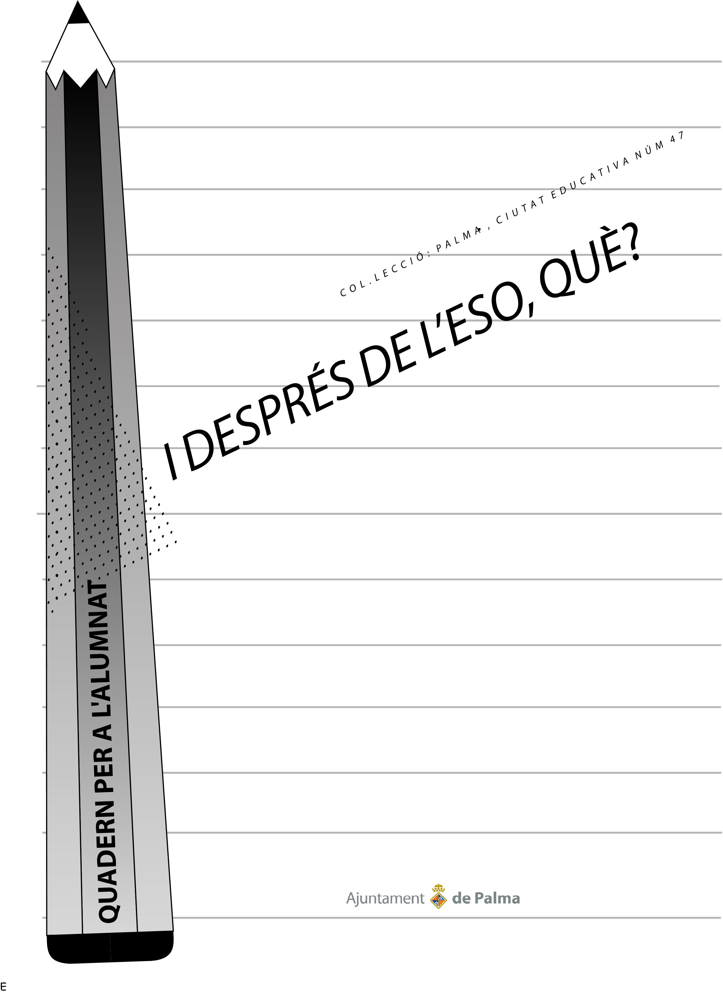 COL.LECCIÓ: PALMA, CIUTAT EDUCATIVA NÚM 47
I DESPRÉS DE L'ESO, QUÈ?
QUADERN PER A L'ALUMNAT
Ajuntament de Palma
E